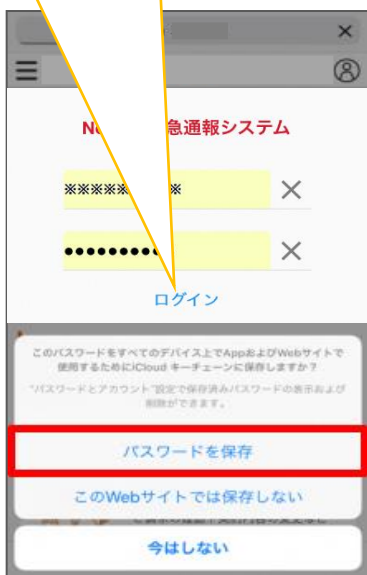 急通報システム
※※※※※※ ※
●●●●●●●●●
ログイン
このパスワードをすべてのデバイス上でAppおよびWebサイトで
使用するためにiCloud キーチェーンに保存しますか？
"パスワードとアカウント"設定で保存済みパスワードの表示および
削除ができます。
パスワードを保存
このWebサイトでは保存しない
今はしない